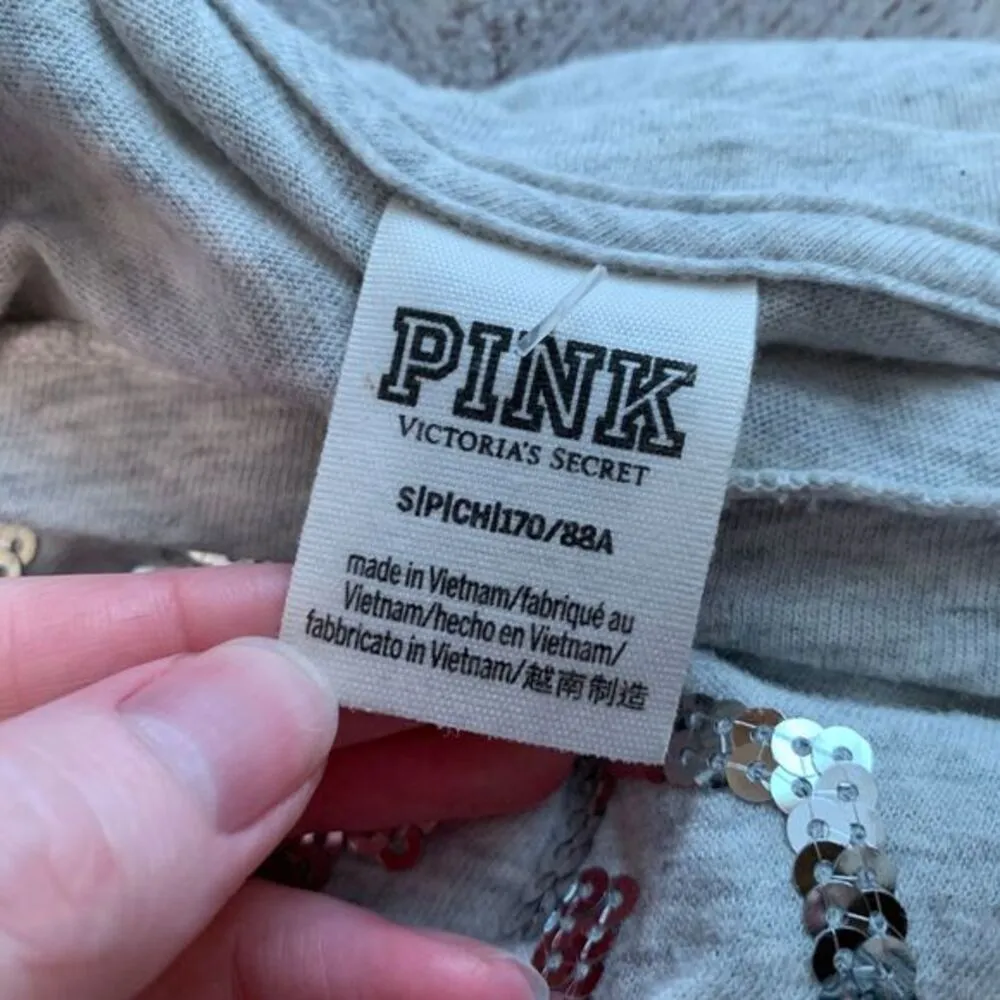 PINK
VICTORIA'S SECRET
S|P|CH|170/88A
made in Vietnam/fabriqué au
Vietnam/hecho en Vietnam/
fabbricato in Vietnam/越南制造